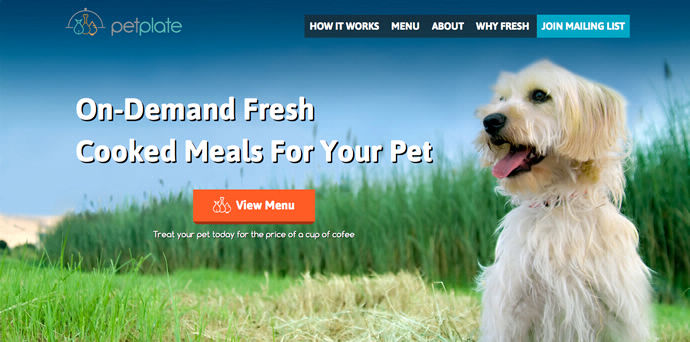 petplate
HOW IT WORKS MENU ABOUT WHY FRESH JOIN MAILING LIST
On-Demand Fresh
Cooked Meals For Your Pet
View Menu
Treat your pet today for the price of a cup of cofee